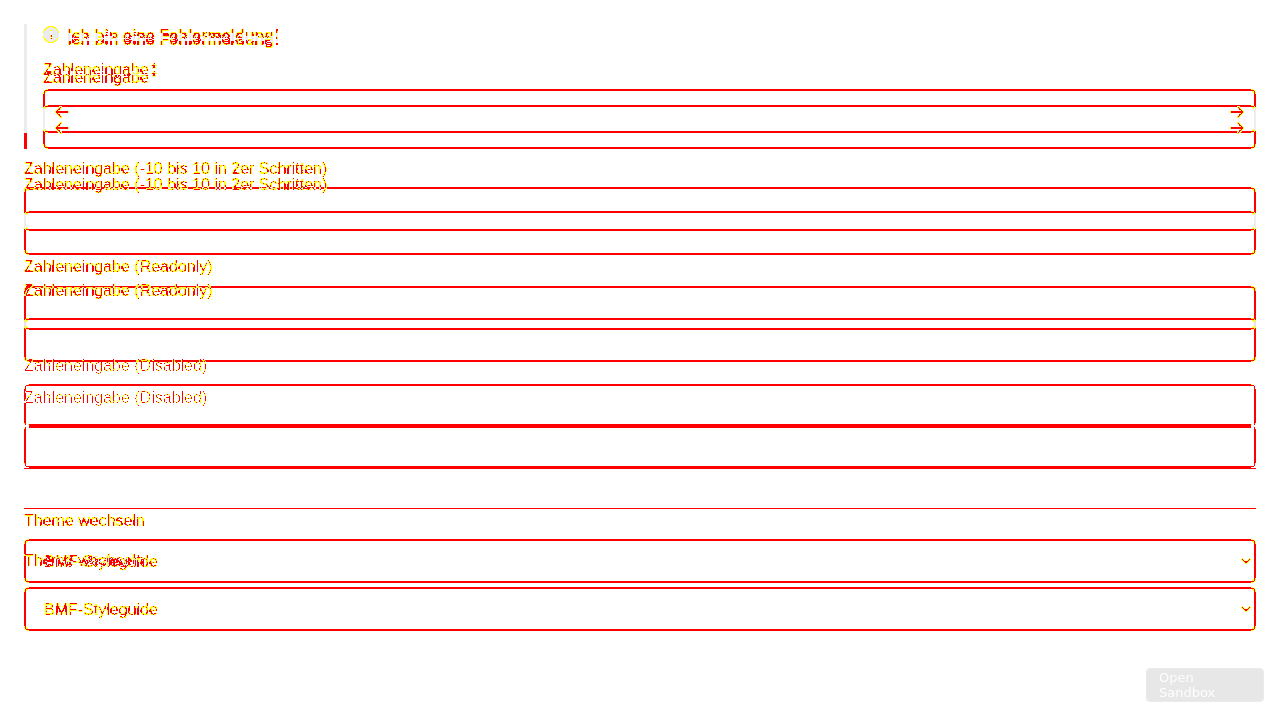 Ich bin eine Fehlermeldung!
Zahleneingabe *
Zahleneingabe *
Zahleneingabe (-10 bis 10 in 2er Schritten)
Zahleneingabe (-10 bis 10 in 2er Schritten)
Zahleneingabe (Readonly)
Zahleneingabe (Readonly)
Zahleneingabe (Disabled)
Zahleneingabe (Disabled)
Theme wechseln
Theme wechseln
BMF-Styleguide
BMF-Styleguide
Open
Sandbox